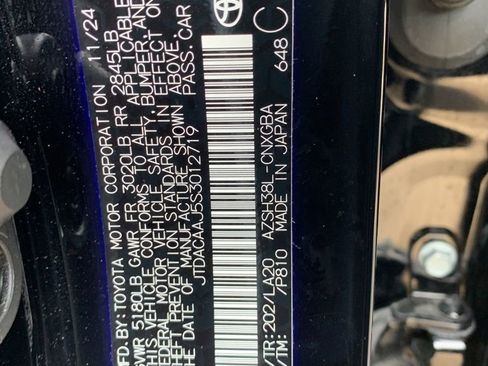 MFD.BY:TOYOTA MOTOR CORPORATION 11/24
GVWR 5180LB GAWR FR 3020LB RR 2845LB
THIS VEHICLE CONFORMS TO ALL APPLICABLE
FEDERAL MOTOR VEHICLE SAFETY, BUMPER, AND
THEFT PREVENTION STANDARDS IN EFFECT ON
THE DATE OF MANUFACTURE SHOWN ABOVE.
JTDACAAJ5S3012719 PASS.CAR
C/TR:202/LA20 AZSH38L-CNXGBA
A/TM: /P810 MADE IN JAPAN 648
TOYOTA C